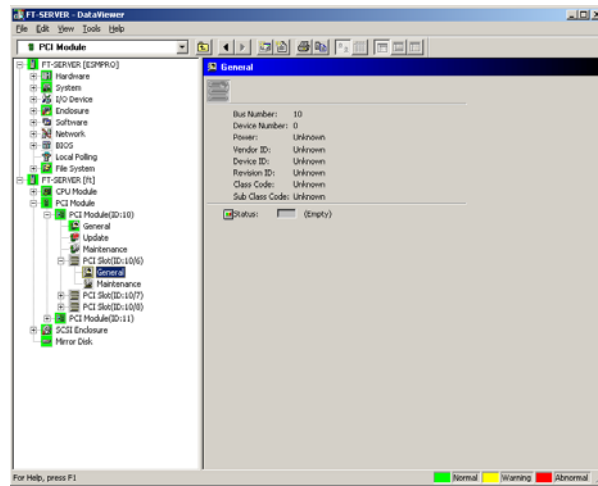 FT-SERVER - DataViewer
File Edit View Tools Help
PCI Module
FT-SERVER [ESMPRO]
Hardware
System
I/O Device
Enclosure
Software
Network
BIOS
Local Polling
File System
FT-SERVER [ft]
CPU Module
PCI Module
PCI Module(ID:10)
General
Update
Maintenance
PCI Slot(ID:10/6)
General
Maintenance
PCI Slot(ID:10/7)
PCI Slot(ID:10/8)
PCI Module(ID:11)
SCSI Enclosure
Mirror Disk
General
Bus Number: 10
Device Number: 0
Power: Unknown
Vendor ID: Unknown
Device ID: Unknown
Revision ID: Unknown
Class Code: Unknown
Sub Class Code: Unknown
Status: (Empty)
For Help, press F1
Normal Warning Abnormal